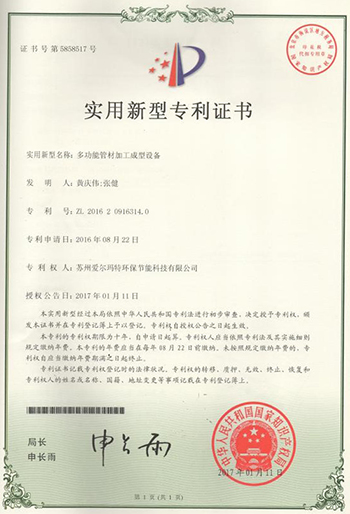 证书号第5858517号
实用新型专利证书
实用新型名称：多功能管材加工成型设备
发 明 人：黄庆伟;张健
专 利 号：ZL 2016 2 0916314.0
专利申请日：2016年08月22日
专 利 权 人：苏州爱尔玛特环保节能科技有限公司
授权公告日：2017年01月11日
本实用新型经过本局依照中华人民共和国专利法进行初步审查，决定授予专利权，
颁发本证书并在专利登记簿上予以登记。专利权自授权公告之日起生效。
本专利的专利权期限为十年，自申请日起算。专利权人应当依照专利法及其实施细则
规定缴纳年费。本专利的年费应当在每年08月22日前缴纳。未按照规定缴纳年费的，专
利权自应当缴纳年费期满之日起终止。
专利证书记载专利权登记时的法律状况。专利权的转移、质押、无效、终止、恢复和
专利权人的姓名或名称、国籍、地址变更等事项记载在专利登记簿上。
局长
申长雨
申长雨
中华人民共和国国家知识产权局
2017年01月11日
第1页(共1页)